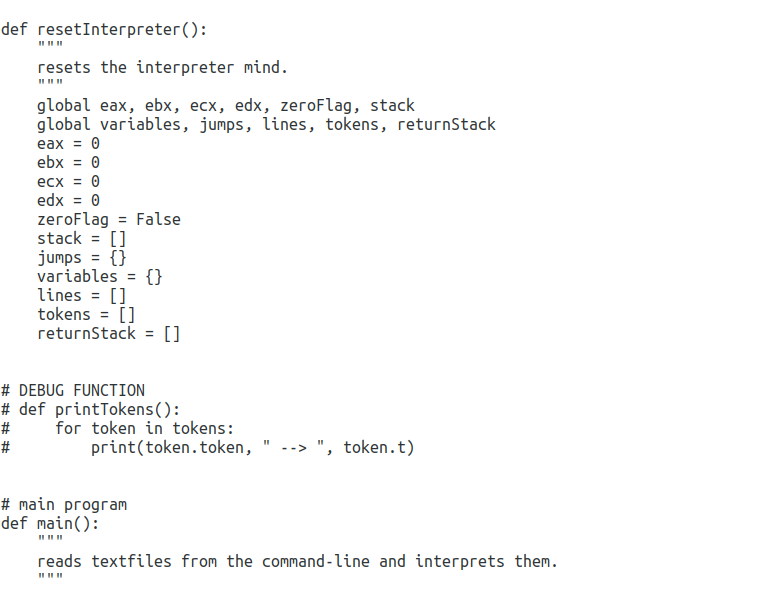 def resetInterpreter():
    """
    resets the interpreter mind.
    """
    global eax, ebx, ecx, edx, zeroFlag, stack
    global variables, jumps, lines, tokens, returnStack
    eax = 0
    ebx = 0
    ecx = 0
    edx = 0
    zeroFlag = False
    stack = []
    jumps = {}
    variables = {}
    lines = []
    tokens = []
    returnStack = []


# DEBUG FUNCTION
# def printTokens():
#     for token in tokens:
#         print(token.token, " --> ", token.t)


# main program
def main():
    """
    reads textfiles from the command-line and interprets them.
    """